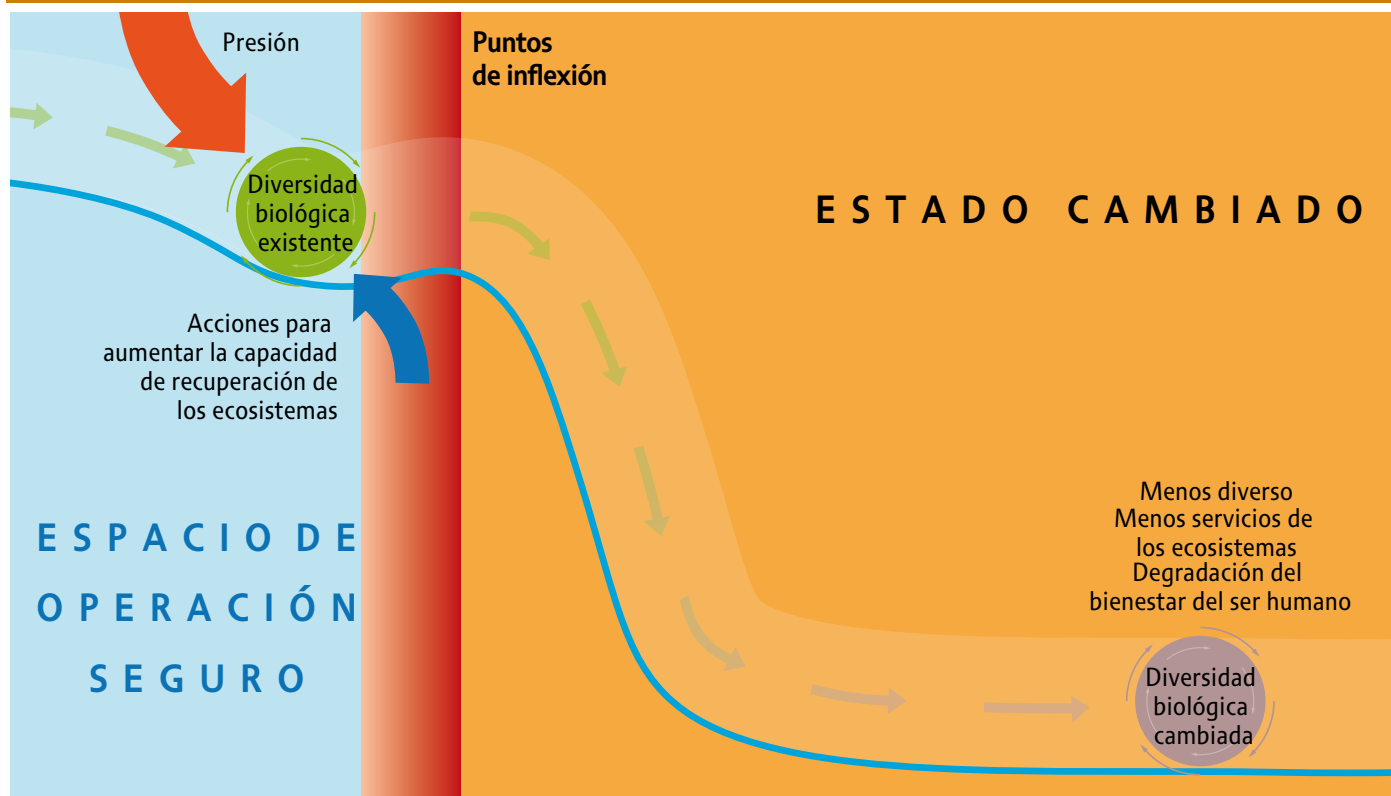 Presión
Puntos
de inflexión
Diversidad
biológica
existente
ESTADO CAMBIADO
Acciones para
aumentar la capacidad
de recuperación de
los ecosistemas
ESPACIO DE
OPERACIÓN
SEGURO
Menos diverso
Menos servicios de
los ecosistemas
Degradación del
bienestar del ser humano
Diversidad
biológica
cambiada